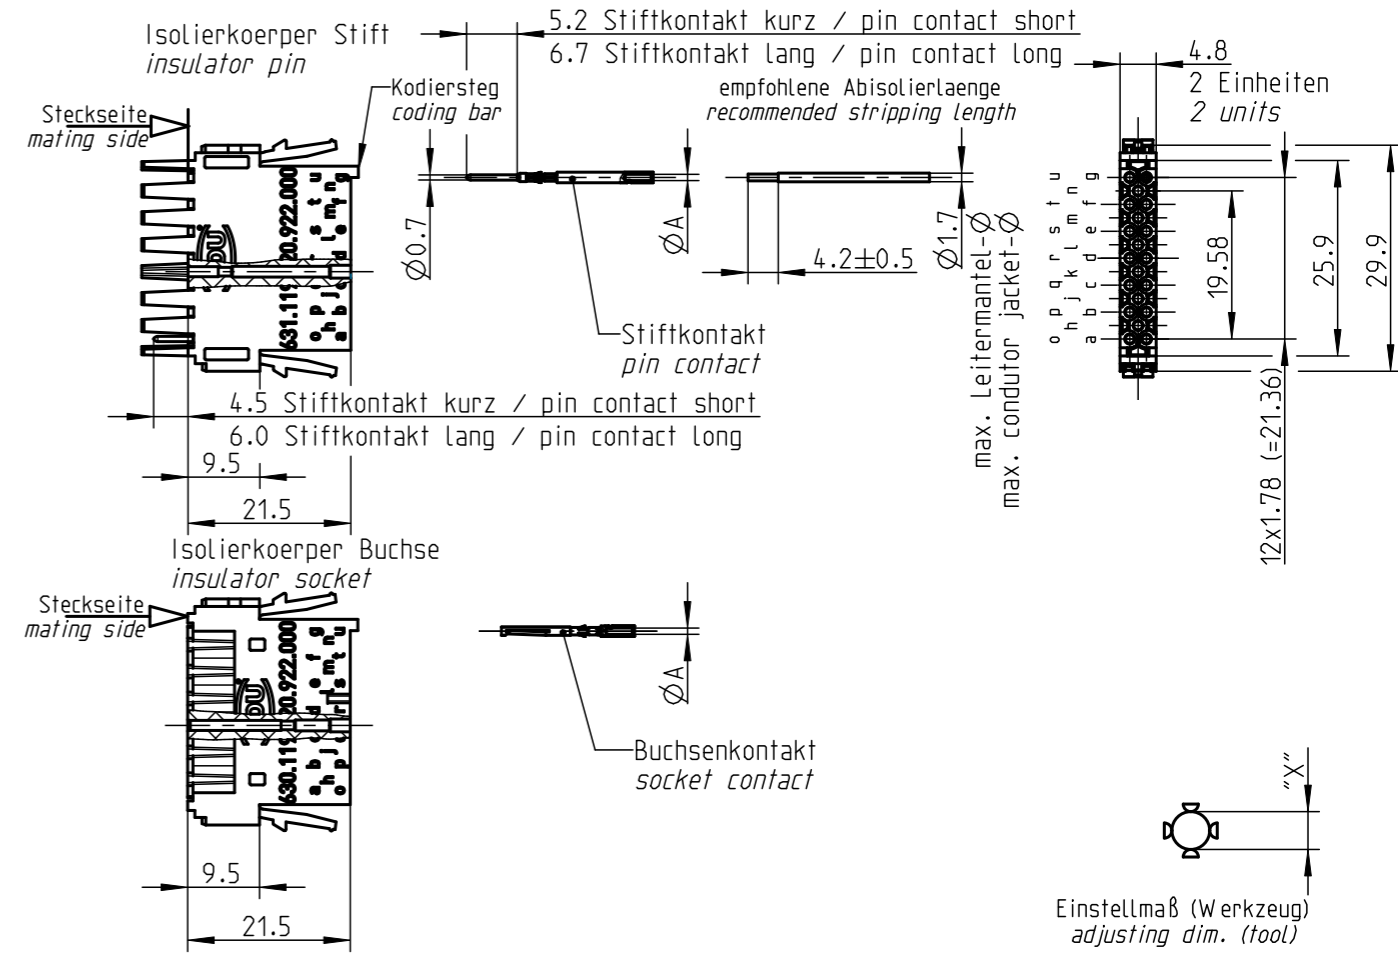 Isolierkoerper Stift
insulator pin
5.2 Stiftkontakt kurz / pin contact short
6.7 Stiftkontakt lang / pin contact long
Steckseite
mating side
Kodiersteg
coding bar
empfohlene Abisolierlaenge
recommended stripping length
4.8
2 Einheiten
2 units
20.922.000
631.119
DU
s t u
l m n
d e f g
o p
h j
a b
Ø0.7
ØA
4.2±0.5
Ø1.7
max. Leitermantel-Ø
max. condutor jacket-Ø
Stiftkontakt
pin contact
o p q r s t u
h j k l m n
a b c d e f g
19.58
25.9
29.9
12x1.78 (=21.36)
4.5 Stiftkontakt kurz / pin contact short
6.0 Stiftkontakt lang / pin contact long
9.5
21.5
Isolierkoerper Buchse
insulator socket
Steckseite
mating side
20.922.000
630.119
DU
d e f g
l m n
r s t u
a b
h j
o p
ØA
Buchsenkontakt
socket contact
9.5
21.5
"X"
Einstellmaß (Werkzeug)
adjusting dim. (tool)